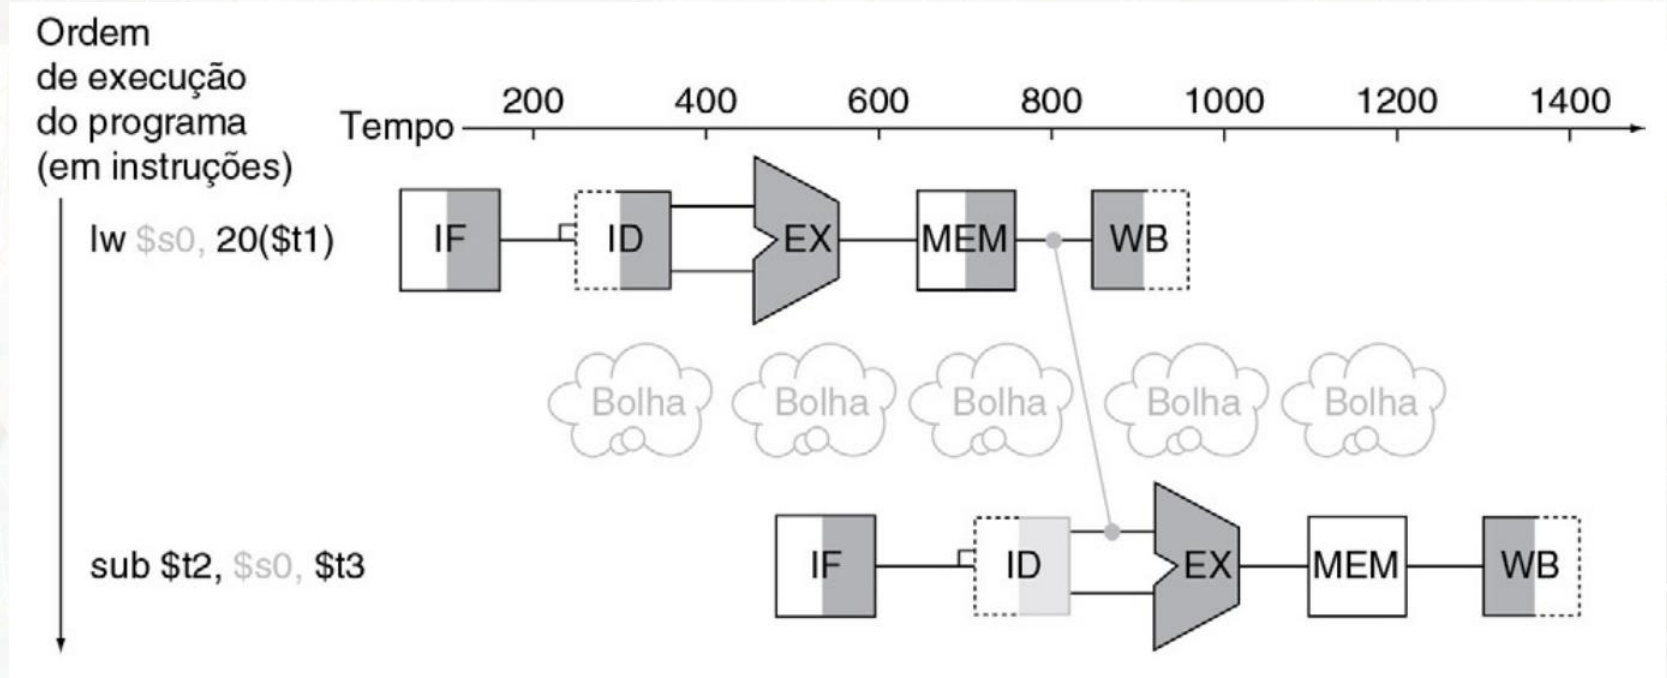 Ordem
de execução
do programa
(em instruções)
Tempo
200 400 600 800 1000 1200 1400
lw $s0, 20($t1)
IF ID EX MEM WB
Bolha Bolha Bolha Bolha Bolha
sub $t2, $s0, $t3
IF ID EX MEM WB